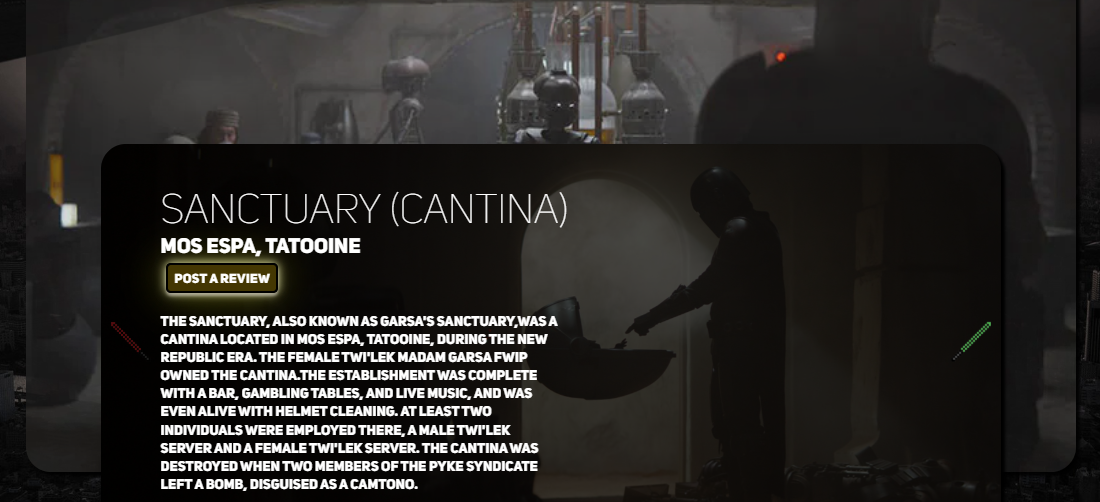 SANCTUARY (CANTINA)
MOS ESPA, TATOOINE
POST A REVIEW
THE SANCTUARY, ALSO KNOWN AS GARSA'S SANCTUARY,WAS A
CANTINA LOCATED IN MOS ESPA, TATOOINE, DURING THE NEW
REPUBLIC ERA. THE FEMALE TWI'LEK MADAM GARSA FWIP
OWNED THE CANTINA.THE ESTABLISHMENT WAS COMPLETE
WITH A BAR, GAMBLING TABLES, AND LIVE MUSIC, AND WAS
EVEN ALIVE WITH HELMET CLEANING. AT LEAST TWO
INDIVIDUALS WERE EMPLOYED THERE, A MALE TWI'LEK
SERVER AND A FEMALE TWI'LEK SERVER. THE CANTINA WAS
DESTROYED WHEN TWO MEMBERS OF THE PYKE SYNDICATE
LEFT A BOMB, DISGUISED AS A CAMTONO.